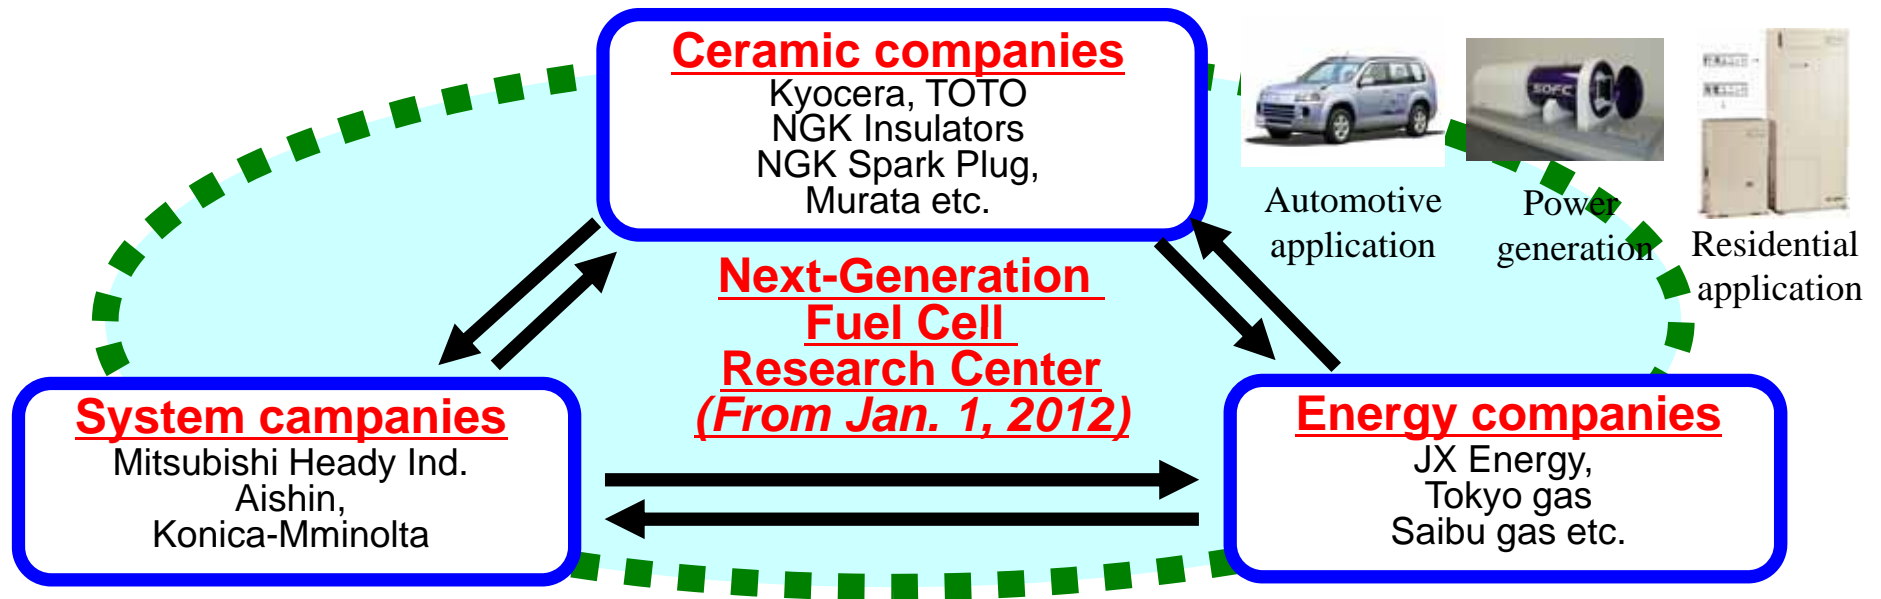 Ceramic companies
Kyocera, TOTO
NGK Insulators
NGK Spark Plug,
Murata etc.
SOFC
Automotive
application
Power
generation
Residential
application
Next-Generation
Fuel Cell
Research Center
(From Jan. 1, 2012)
System campanies
Mitsubishi Heady Ind.
Aishin,
Konica-Mminolta
Energy companies
JX Energy,
Tokyo gas
Saibu gas etc.